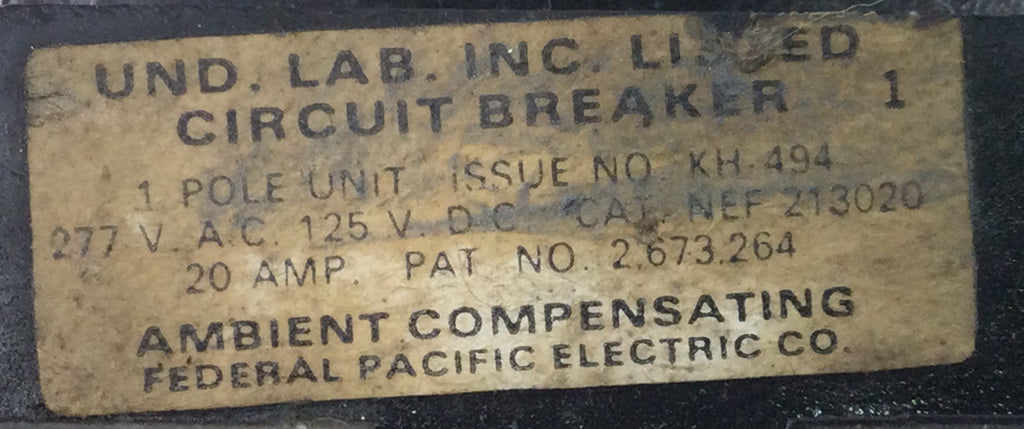 UND. LAB. INC. LISTED
CIRCUIT BREAKER 1
1 POLE UNIT ISSUE NO. KH-494
277 V. A.C. 125 V. D.C. CAT. NEF 213020
20 AMP. PAT. NO. 2,673,264
AMBIENT COMPENSATING
FEDERAL PACIFIC ELECTRIC CO.